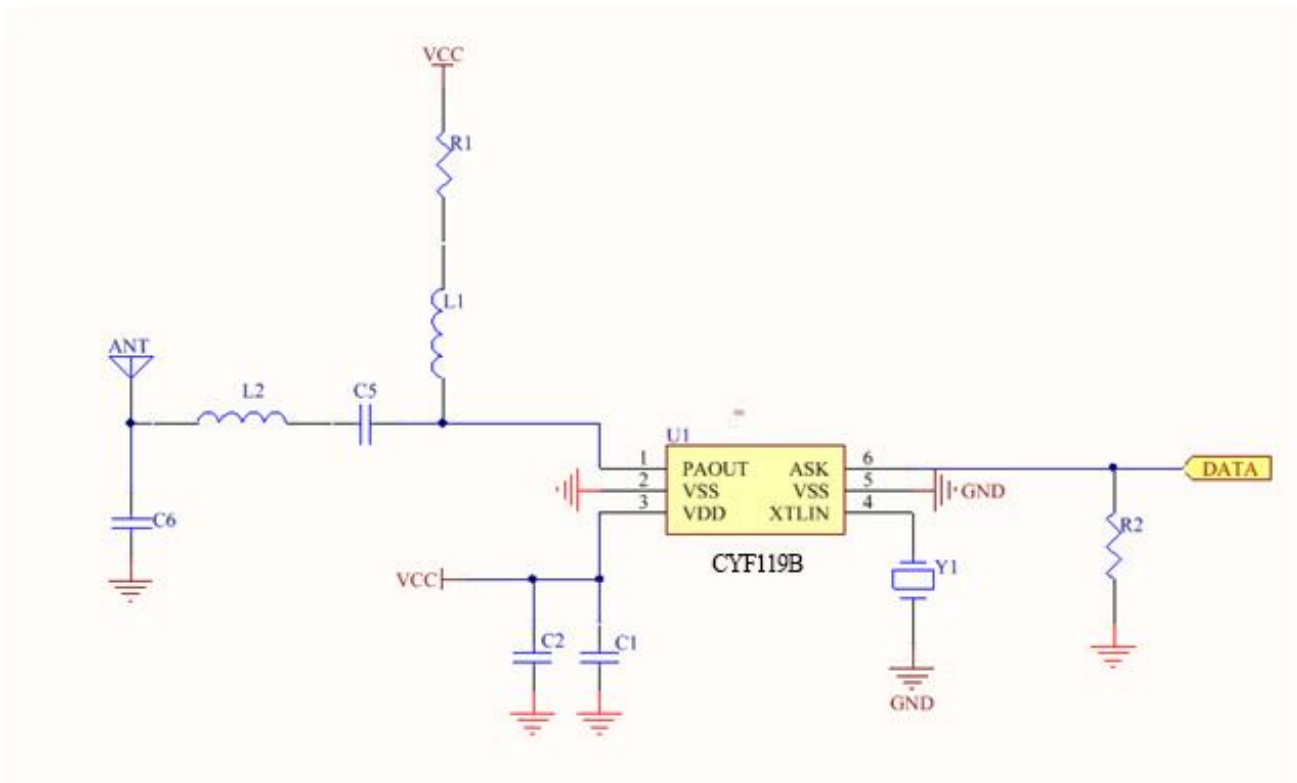 VCC
R1
L1
ANT
L2
C5
U1
1 PAOUT ASK 6
2 VSS VSS 5
3 VDD XTLIN 4
GND
DATA
C6
R2
CYF119B
VCC
Y1
C2
C1
GND